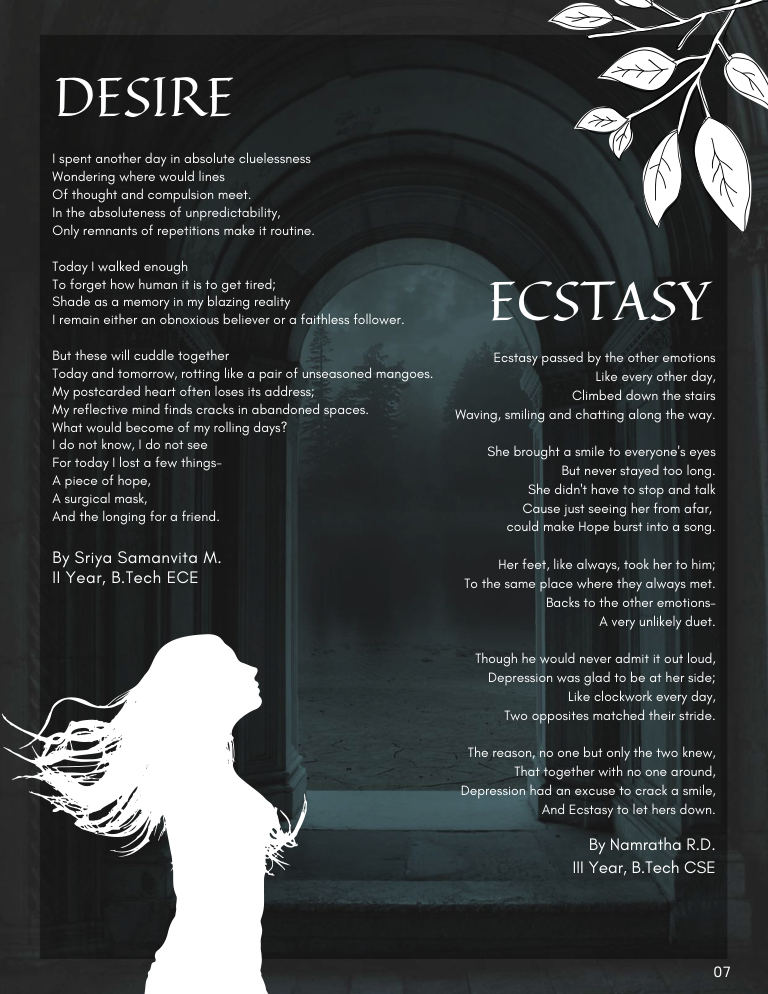 DESIRE
I spent another day in absolute cluelessness
Wondering where would lines
Of thought and compulsion meet.
In the absoluteness of unpredictability,
Only remnants of repetitions make it routine.
Today I walked enough
To forget how human it is to get tired;
Shade as a memory in my blazing reality
I remain either an obnoxious believer or a faithless follower.
But these will cuddle together
Today and tomorrow, rotting like a pair of unseasoned mangoes.
My postcarded heart often loses its address;
My reflective mind finds cracks in abandoned spaces.
What would become of my rolling days?
I do not know, I do not see
For today I lost a few things-
A piece of hope,
A surgical mask,
And the longing for a friend.
By Sriya Samanvita M.
II Year, B.Tech ECE
ECSTASY
Ecstasy passed by the other emotions
Like every other day,
Climbed down the stairs
Waving, smiling and chatting along the way.
She brought a smile to everyone's eyes
But never stayed too long.
She didn't have to stop and talk
Cause just seeing her from afar,
could make Hope burst into a song.
Her feet, like always, took her to him;
To the same place where they always met.
Backs to the other emotions-
A very unlikely duet.
Though he would never admit it out loud,
Depression was glad to be at her side;
Like clockwork every day,
Two opposites matched their stride.
The reason, no one but only the two knew,
That together with no one around,
Depression had an excuse to crack a smile,
And Ecstasy to let hers down.
By Namratha R.D.
III Year, B.Tech CSE
07